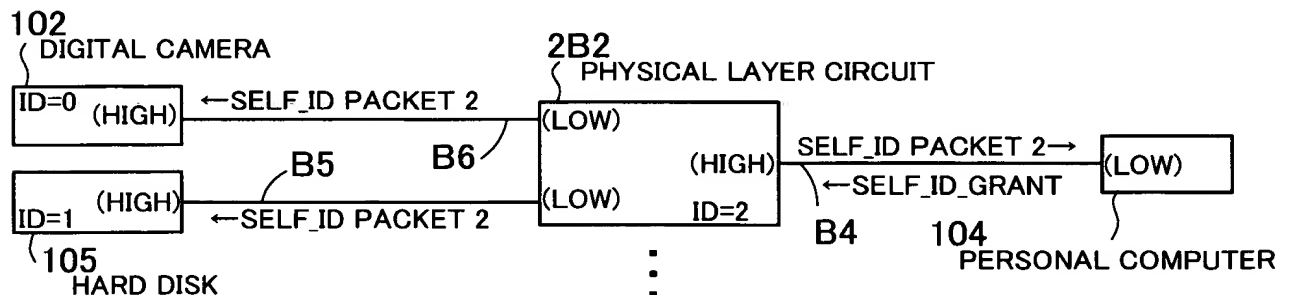 102
DIGITAL CAMERA
2B2
PHYSICAL LAYER CIRCUIT
ID=0
(HIGH)
←SELF_ID PACKET 2
(LOW)
B6
B5
(HIGH)
SELF_ID PACKET 2→
(LOW)
←SELF_ID_GRANT
(HIGH)
ID=1
←SELF_ID PACKET 2
(LOW)
ID=2
B4
104
PERSONAL COMPUTER
105
HARD DISK